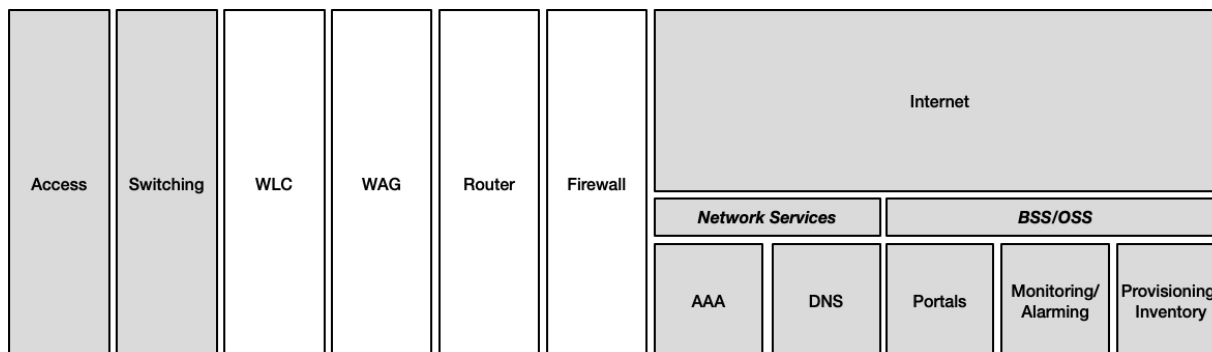 Internet
Access
Switching
WLC
WAG
Router
Firewall
Network Services
BSS/OSS
AAA
DNS
Portals
Monitoring/
Alarming
Provisioning
Inventory